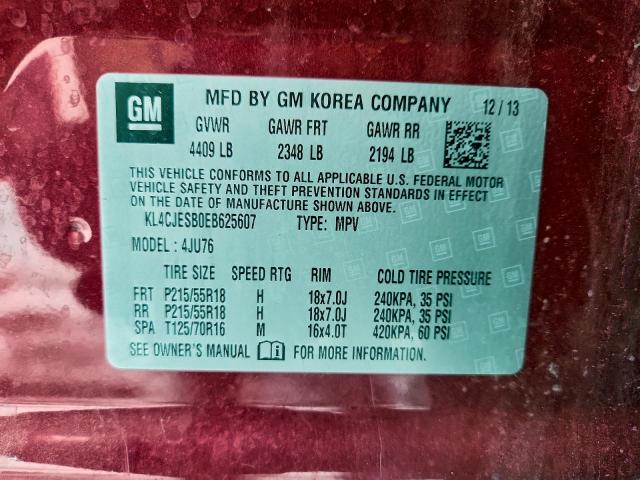 GM MFD BY GM KOREA COMPANY 12 / 13
GVWR GAWR FRT GAWR RR
4409 LB 2348 LB 2194 LB
THIS VEHICLE CONFORMS TO ALL APPLICABLE U.S. FEDERAL MOTOR
VEHICLE SAFETY AND THEFT PREVENTION STANDARDS IN EFFECT
ON THE DATE OF MANUFACTURE SHOWN ABOVE.
KL4CJESB0EB625607 TYPE: MPV
MODEL : 4JU76
TIRE SIZE SPEED RTG RIM COLD TIRE PRESSURE
FRT P215/55R18 H 18x7.0J 240KPA, 35 PSI
RR P215/55R18 H 18x7.0J 240KPA, 35 PSI
SPA T125/70R16 M 16x4.0T 420KPA, 60 PSI
SEE OWNER'S MANUAL FOR MORE INFORMATION.